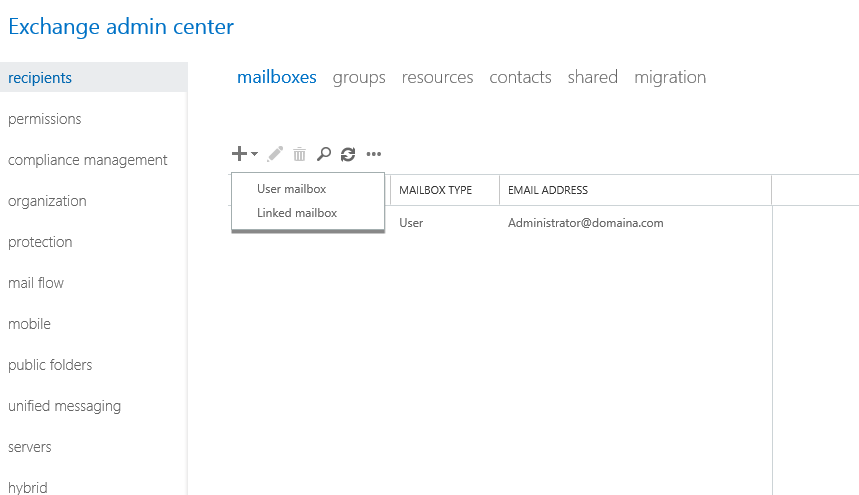 Exchange admin center
recipients
permissions
compliance management
organization
protection
mail flow
mobile
public folders
unified messaging
servers
hybrid
mailboxes groups resources contacts shared migration
User mailbox
Linked mailbox
MAILBOX TYPE EMAIL ADDRESS
User Administrator@domaina.com